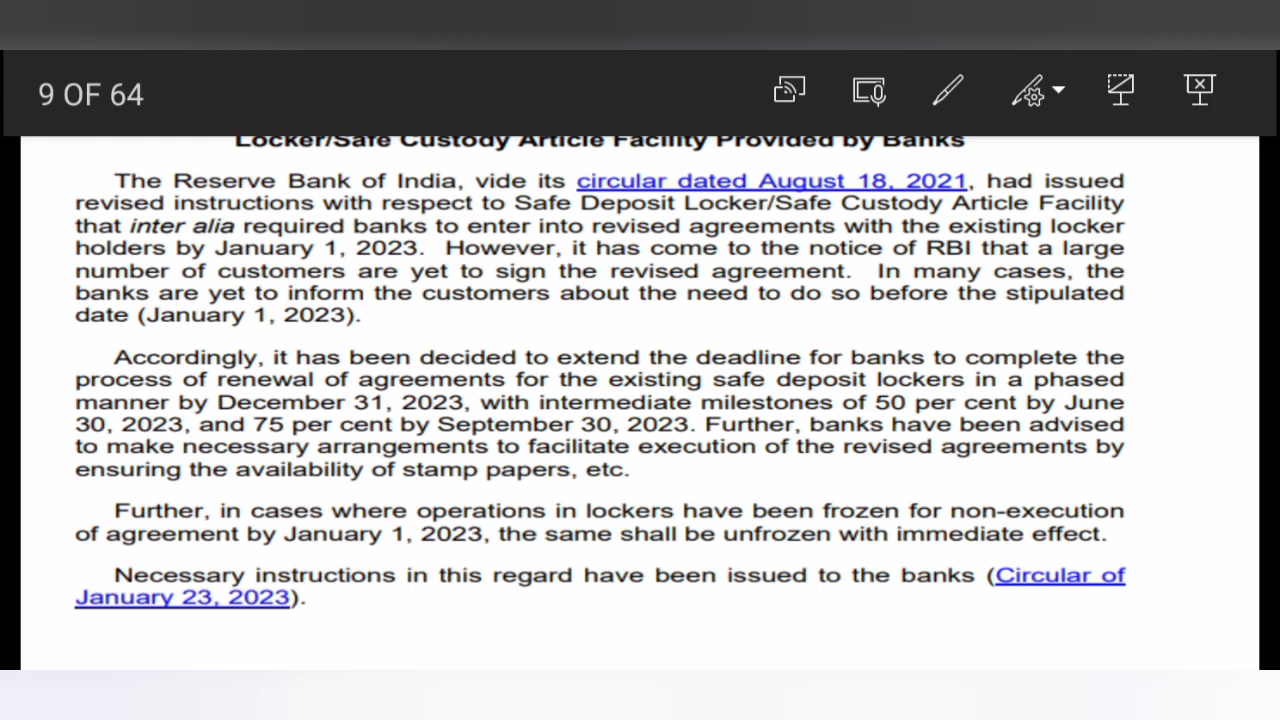 9 OF 64
Locker/Safe Custody Article Facility Provided by Banks
The Reserve Bank of India, vide its circular dated August 18, 2021, had issued
revised instructions with respect to Safe Deposit Locker/Safe Custody Article Facility
that inter alia required banks to enter into revised agreements with the existing locker
holders by January 1, 2023. However, it has come to the notice of RBI that a large
number of customers are yet to sign the revised agreement. In many cases, the
banks are yet to inform the customers about the need to do so before the stipulated
date (January 1, 2023).
Accordingly, it has been decided to extend the deadline for banks to complete the
process of renewal of agreements for the existing safe deposit lockers in a phased
manner by December 31, 2023, with intermediate milestones of 50 per cent by June
30, 2023, and 75 per cent by September 30, 2023. Further, banks have been advised
to make necessary arrangements to facilitate execution of the revised agreements by
ensuring the availability of stamp papers, etc.
Further, in cases where operations in lockers have been frozen for non-execution
of agreement by January 1, 2023, the same shall be unfrozen with immediate effect.
Necessary instructions in this regard have been issued to the banks (Circular of
January 23, 2023).